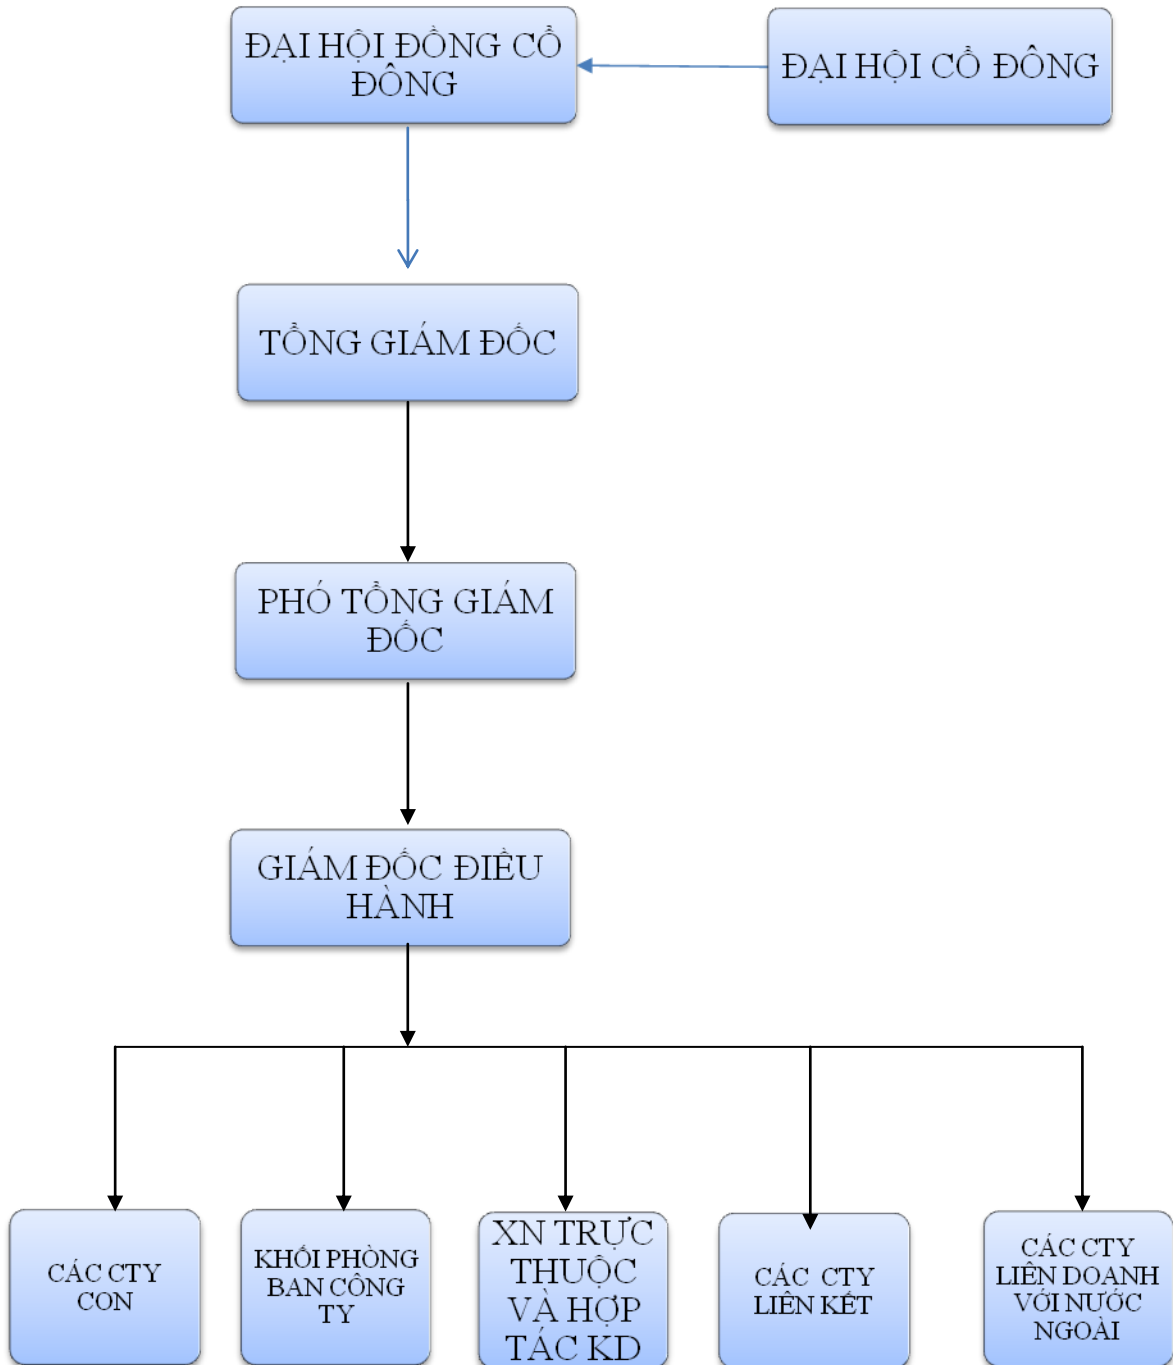 ĐẠI HỘI ĐỒNG CỔ
ĐÔNG
ĐẠI HỘI CỔ ĐÔNG
TỔNG GIÁM ĐỐC
PHÓ TỔNG GIÁM
ĐỐC
GIÁM ĐỐC ĐIỀU
HÀNH
CÁC CTY
CON
KHỐI PHÒNG
BAN CÔNG
TY
XN TRỰC
THUỘC
VÀ HỢP
TÁC KD
CÁC CTY
LIÊN KẾT
CÁC CTY
LIÊN DOANH
VỚI NƯỚC
NGOÀI